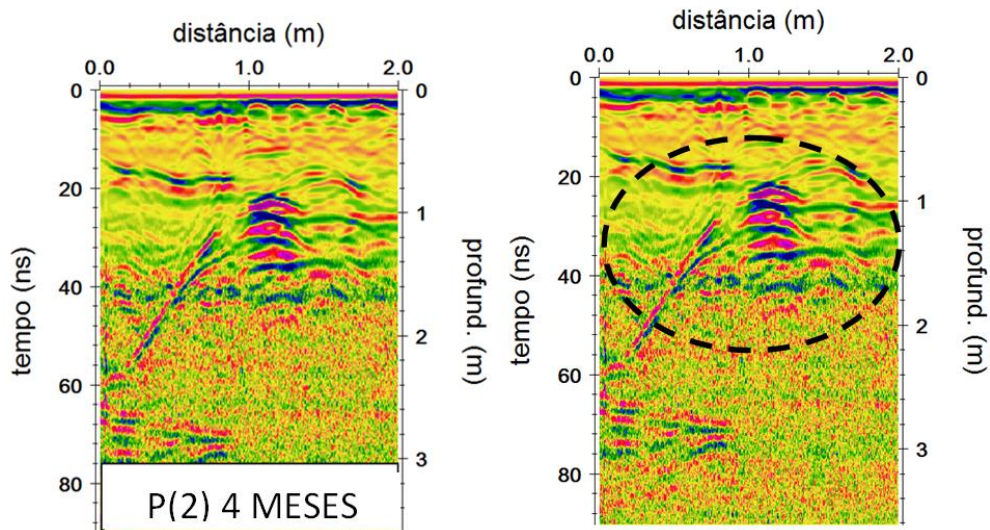 distância (m)
0.0 1.0 2.0
0
20
40
60
80
tempo (ns)
0
1
2
3
profund. (m)
P(2) 4 MESES
distância (m)
0.0 1.0 2.0
0
20
40
60
80
tempo (ns)
0
1
2
3
profund. (m)